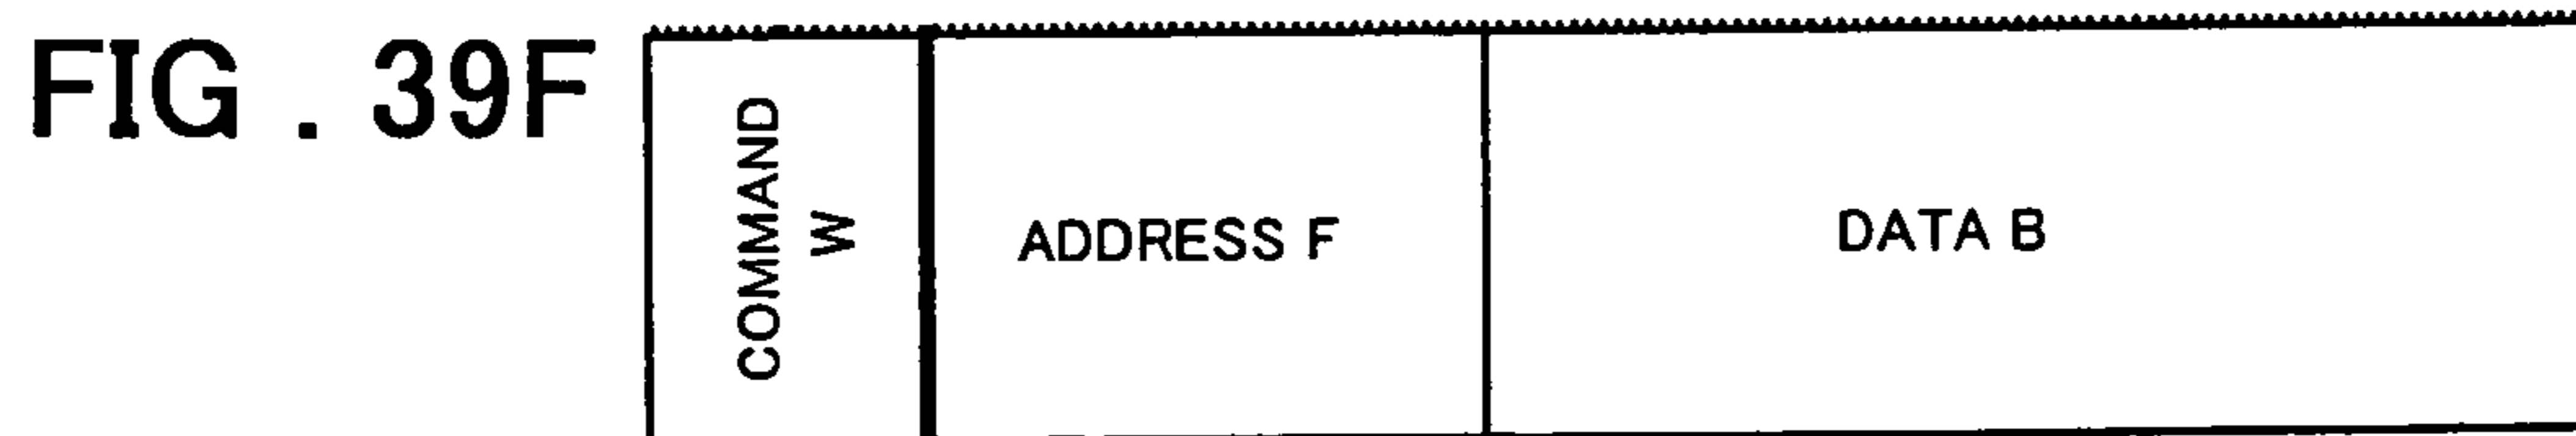 FIG . 39F
COMMAND
W
ADDRESS F
DATA B